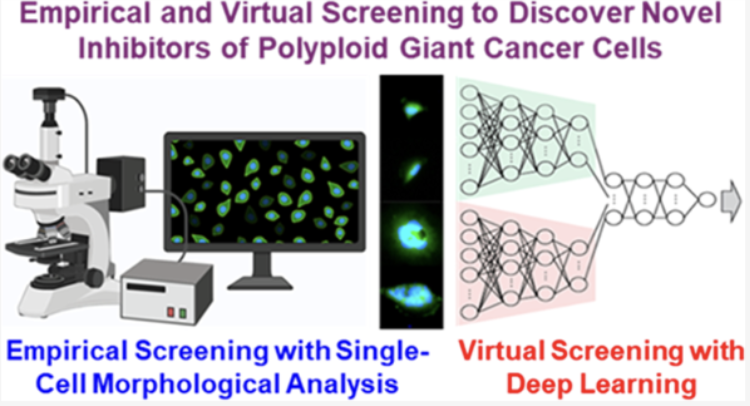 Empirical and Virtual Screening to Discover Novel
Inhibitors of Polyploid Giant Cancer Cells
Empirical Screening with Single-
Cell Morphological Analysis
Virtual Screening with
Deep Learning